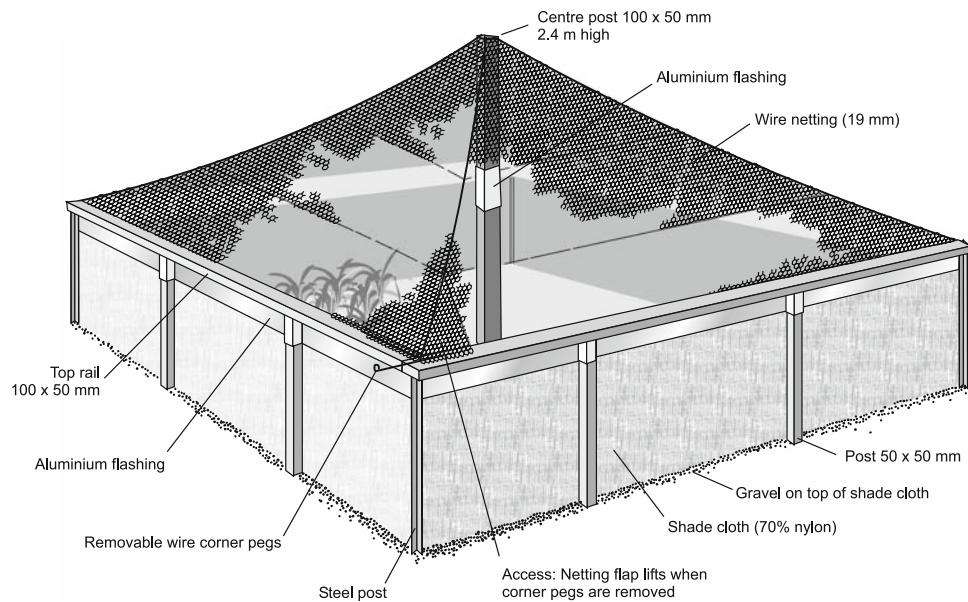 Centre post 100 x 50 mm
2.4 m high
Aluminium flashing
Wire netting (19 mm)
Top rail
100 x 50 mm
Aluminium flashing
Post 50 x 50 mm
Gravel on top of shade cloth
Removable wire corner pegs
Shade cloth (70% nylon)
Steel post
Access: Netting flap lifts when
corner pegs are removed